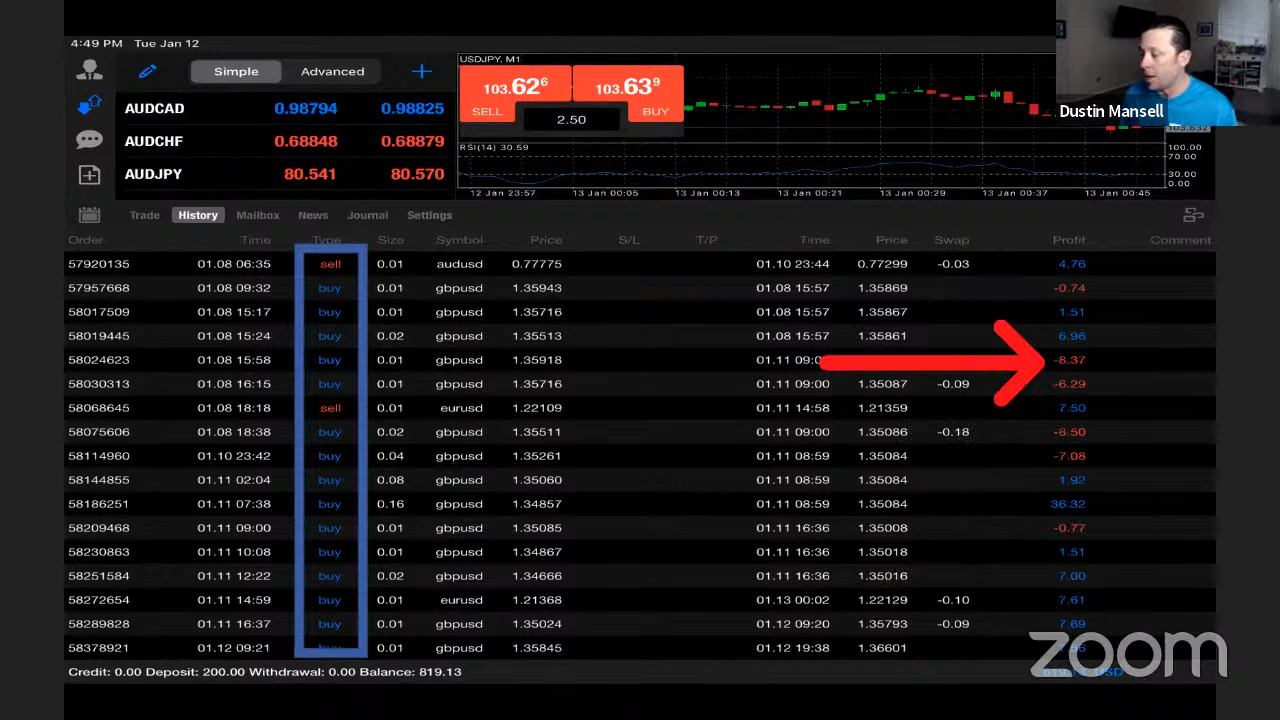 4:49 PM Tue Jan 12
Simple Advanced
AUDCAD 0.98794 0.98825
AUDCHF 0.68848 0.68879
AUDJPY 80.541 80.570
USDJPY, M1
103.62⁶ 103.63⁹
SELL 2.50 BUY
103.632
Dustin Mansell
RSI(14) 30.59
100.00
70.00
30.00
0.00
12 Jan 23:57 13 Jan 00:05 13 Jan 00:13 13 Jan 00:21 13 Jan 00:29 13 Jan 00:37 13 Jan 00:45
Trade History Mailbox News Journal Settings
Order Time Type Size Symbol Price S/L T/P Time Price Swap Profit Comment
57920135 01.08 06:35 sell 0.01 audusd 0.77775 01.10 23:44 0.77299 -0.03 4.76
57957668 01.08 09:32 buy 0.01 gbpusd 1.35943 01.08 15:57 1.35869 -0.74
58017509 01.08 15:17 buy 0.01 gbpusd 1.35716 01.08 15:57 1.35867 1.51
58019445 01.08 15:24 buy 0.02 gbpusd 1.35513 01.08 15:57 1.35861 6.96
58024623 01.08 15:58 buy 0.01 gbpusd 1.35918 01.11 -8.37
58030313 01.08 16:15 buy 0.01 gbpusd 1.35716 01.11 09:00 1.35087 -0.09 -6.29
58068645 01.08 18:18 sell 0.01 eurusd 1.22109 01.11 14:58 1.21359 7.50
58075606 01.08 18:38 buy 0.02 gbpusd 1.35511 01.11 09:00 1.35086 -0.18 -8.50
58114960 01.10 23:42 buy 0.04 gbpusd 1.35261 01.11 08:59 1.35084 -7.08
58144855 01.11 02:04 buy 0.08 gbpusd 1.35060 01.11 08:59 1.35084 1.92
58186251 01.11 07:38 buy 0.16 gbpusd 1.34857 01.11 08:59 1.35084 36.32
58209468 01.11 09:00 buy 0.01 gbpusd 1.35085 01.11 16:36 1.35008 -0.77
58230863 01.11 10:08 buy 0.01 gbpusd 1.34867 01.11 16:36 1.35018 1.51
58251584 01.11 12:22 buy 0.02 gbpusd 1.34666 01.11 16:36 1.35016 7.00
58272654 01.11 14:59 buy 0.01 eurusd 1.21368 01.13 00:02 1.22129 -0.10 7.61
58289828 01.11 16:37 buy 0.01 gbpusd 1.35024 01.12 09:20 1.35793 -0.09 7.69
58378921 01.12 09:21 buy 0.01 gbpusd 1.35845 01.12 19:38 1.36601
Credit: 0.00 Deposit: 200.00 Withdrawal: 0.00 Balance: 819.13
USD
zoom